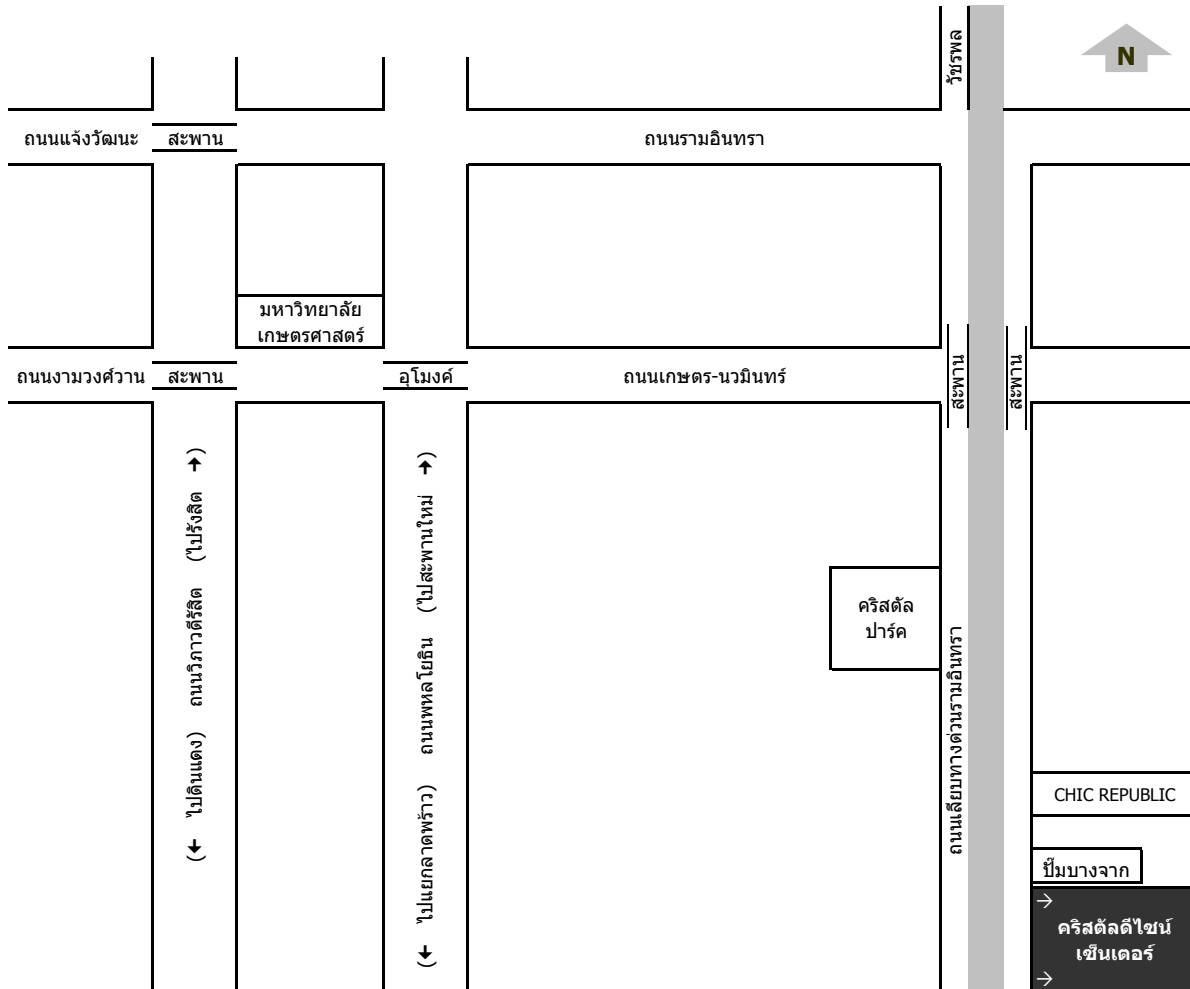 วัชรพล
N
ถนนแจ้งวัฒนะ
สะพาน
ถนนรามอินทรา
มหาวิทยาลัย
เกษตรศาสตร์
ถนนงามวงศ์วาน
สะพาน
อุโมงค์
ถนนเกษตร-นวมินทร์
สะพาน
สะพาน
(← ไปดินแดง) ถนนวิภาวดีรัสิต (ไปรังสิต →)
(← ไปแยกลาดพร้าว) ถนนพหลโยธิน (ไปสะพานใหม่ →)
คริสตัล
ปาร์ค
ถนนเลียบทางด่วนรามอินทรา
CHIC REPUBLIC
ปั๊มบางจาก
→
คริสตัลดีไซน์
เซ็นเตอร์
→